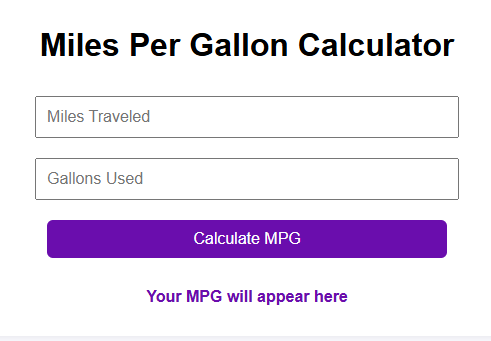 Miles Per Gallon Calculator
Miles Traveled
Gallons Used
Calculate MPG
Your MPG will appear here